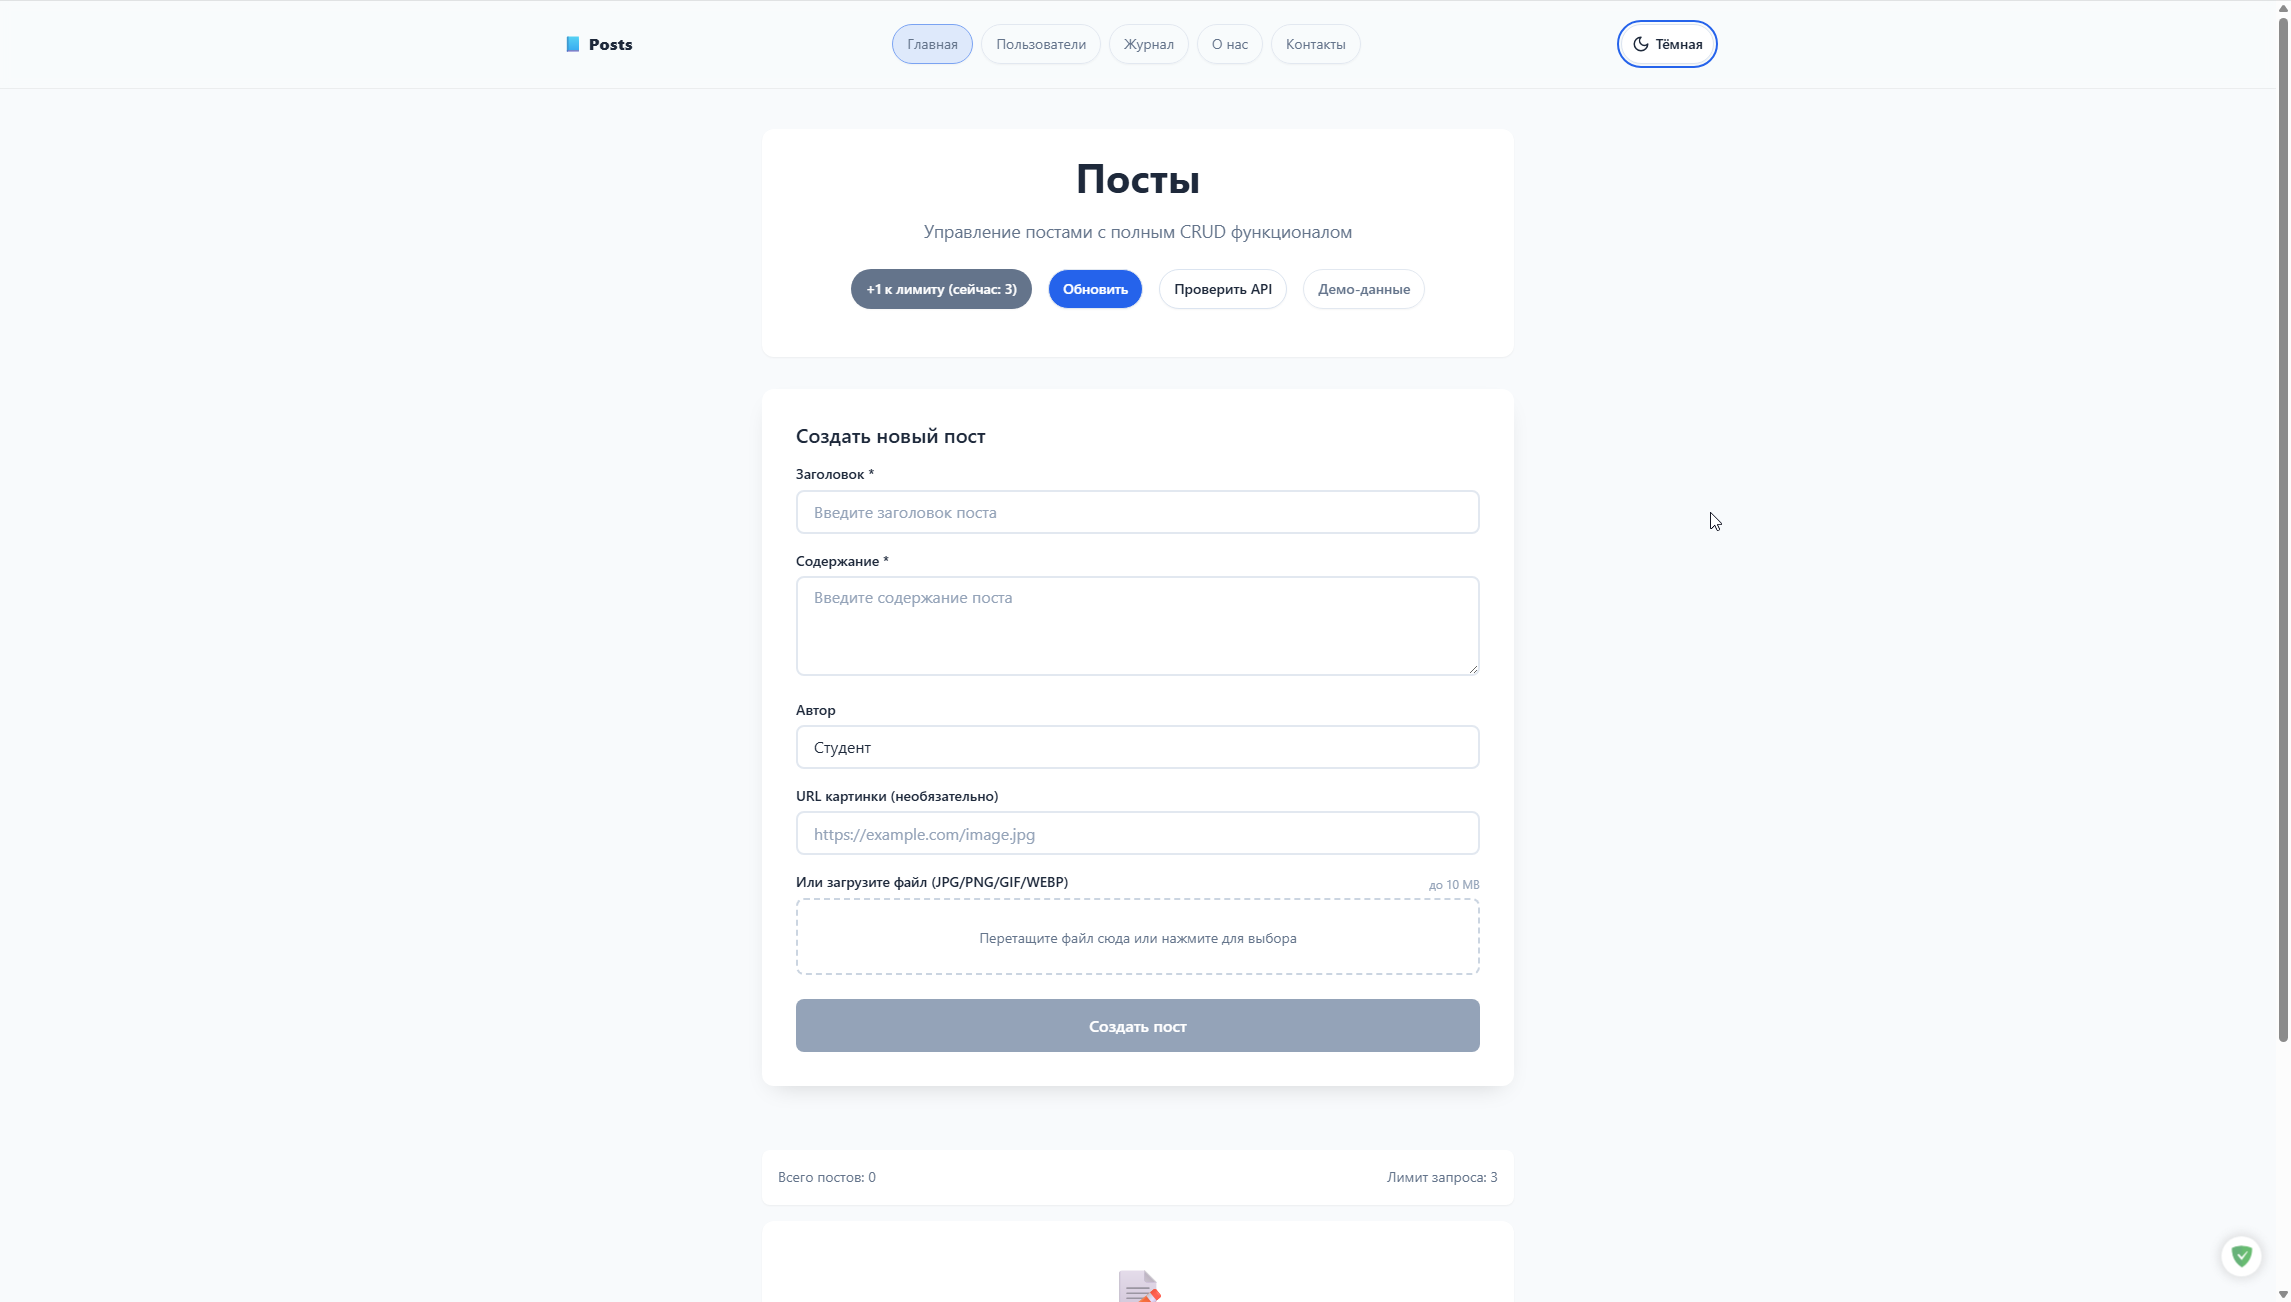 Posts
Главная
Пользователи
Журнал
О нас
Контакты
Тёмная
Посты
Управление постами с полным CRUD функционалом
+1 к лимиту (сейчас: 3)
Обновить
Проверить API
Демо-данные
Создать новый пост
Заголовок *
Введите заголовок поста
Содержание *
Введите содержание поста
Автор
Студент
URL картинки (необязательно)
https://example.com/image.jpg
Или загрузите файл (JPG/PNG/GIF/WEBP)
до 10 MB
Перетащите файл сюда или нажмите для выбора
Создать пост
Всего постов: 0
Лимит запроса: 3